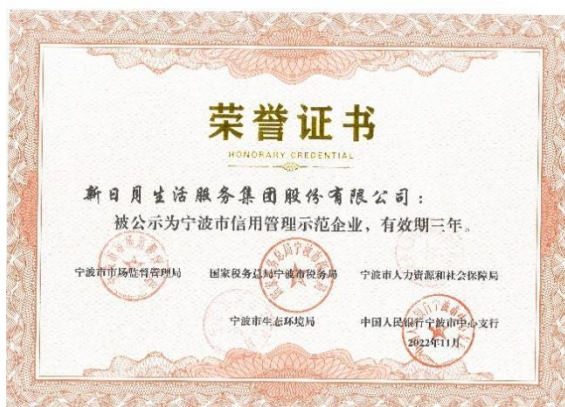 荣誉证书
HONORARY CREDENTIAL
新日月生活服务集团股份有限公司：
被公示为宁波市信用管理示范企业，有效期三年。
宁波市市场监督管理局 国家税务总局宁波市税务局 宁波市人力资源和社会保障局
宁波市生态环境局 中国人民银行宁波市中心支行
2022年11月